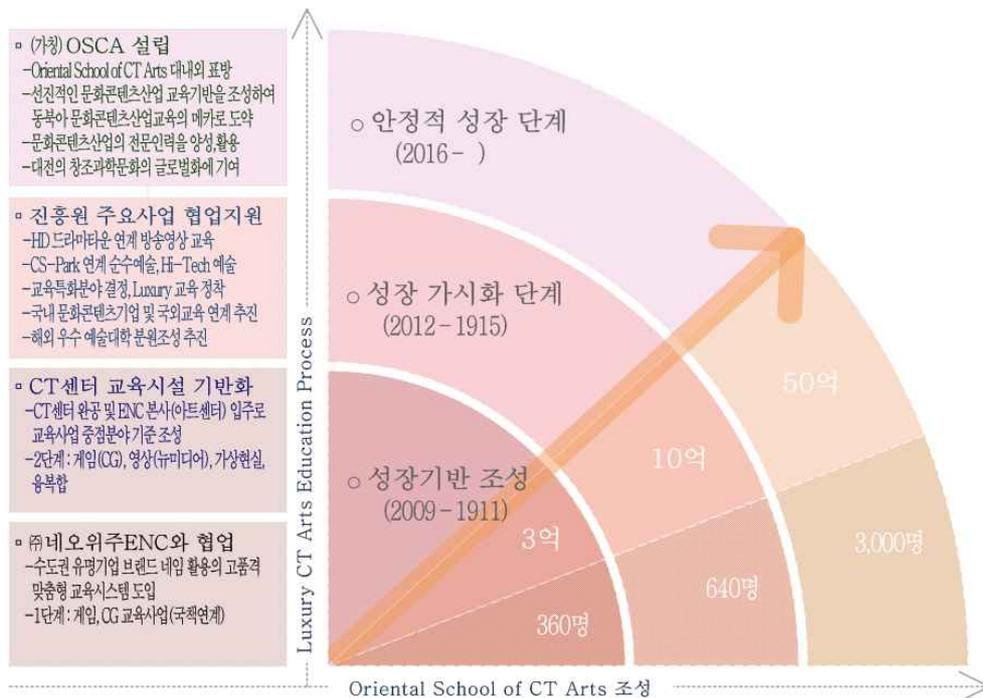 ▫ (가칭) OSCA 설립
-Oriental School of CT Arts 대내외 표방
-선진적인 문화콘텐츠산업 교육기반을 조성하여
동북아 문화콘텐츠산업교육의 메카로 도약
-문화콘텐츠산업의 전문인력을 양성,활용
-대전의 창조과학문화의 글로벌화에 기여
▫ 진흥원 주요사업 협업지원
-HD 드라마타운 연계 방송영상 교육
-CS-Park 연계 순수예술, Hi-Tech 예술
-교육특화분야 결정, Luxury 교육 정착
-국내 문화콘텐츠기업 및 국외교육 연계 추진
-해외 우수 예술대학 분원조성 추진
▫ CT센터 교육시설 기반화
-CT센터 완공 및 ENC 본사(아트센터) 입주로
교육사업 중점분야 기준 조성
-2단계 : 게임(CG), 영상(뉴미디어), 가상현실,
융복합
▫ ㈜네오위주ENC와 협업
-수도권 유명기업 브랜드 네임 활용의 고품격
맞춤형 교육시스템 도입
-1단계 : 게임, CG 교육사업(국책연계)
Luxury CT Arts Education Process
○ 안정적 성장 단계
(2016- )
○ 성장 가시화 단계
(2012-1915)
○ 성장기반 조성
(2009-1911)
50억
10억
3억
3,000명
640명
360명
Oriental School of CT Arts 조성